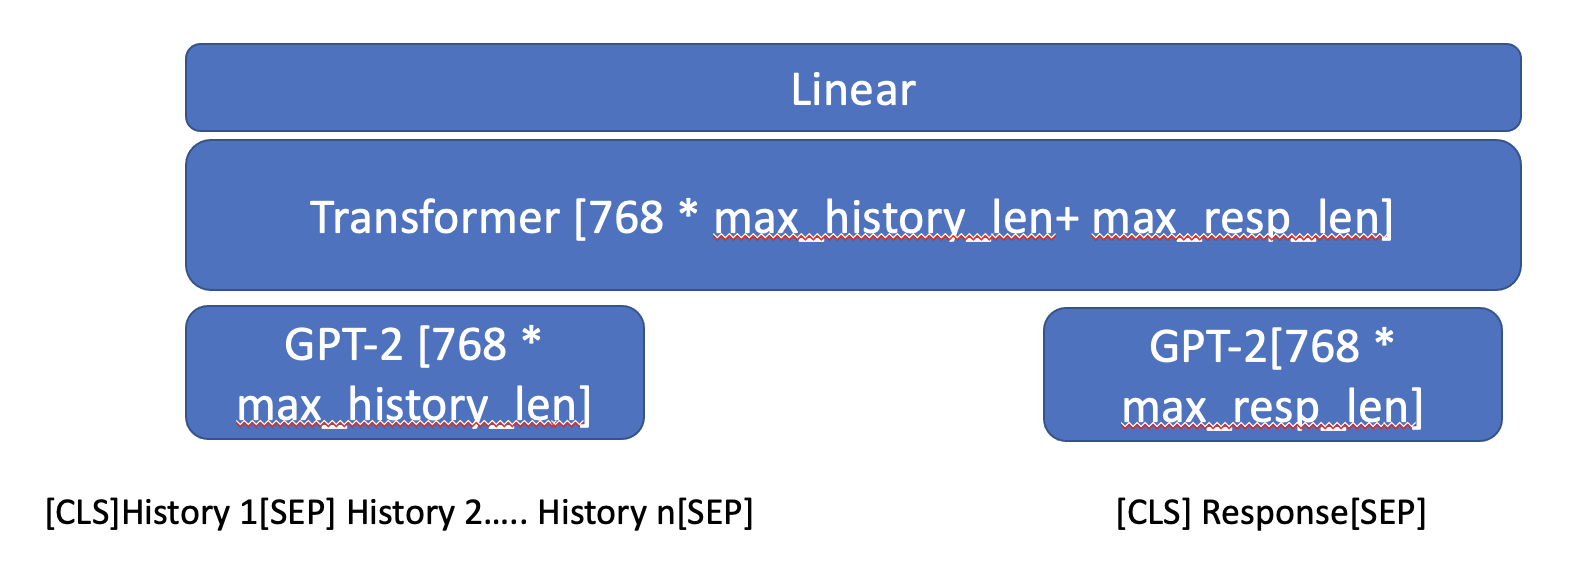 Linear
Transformer [768 * max_history_len+ max_resp_len]
GPT-2 [768 *
max_history_len]
GPT-2[768 *
max_resp_len]
[CLS]History 1[SEP] History 2..... History n[SEP]
[CLS] Response[SEP]